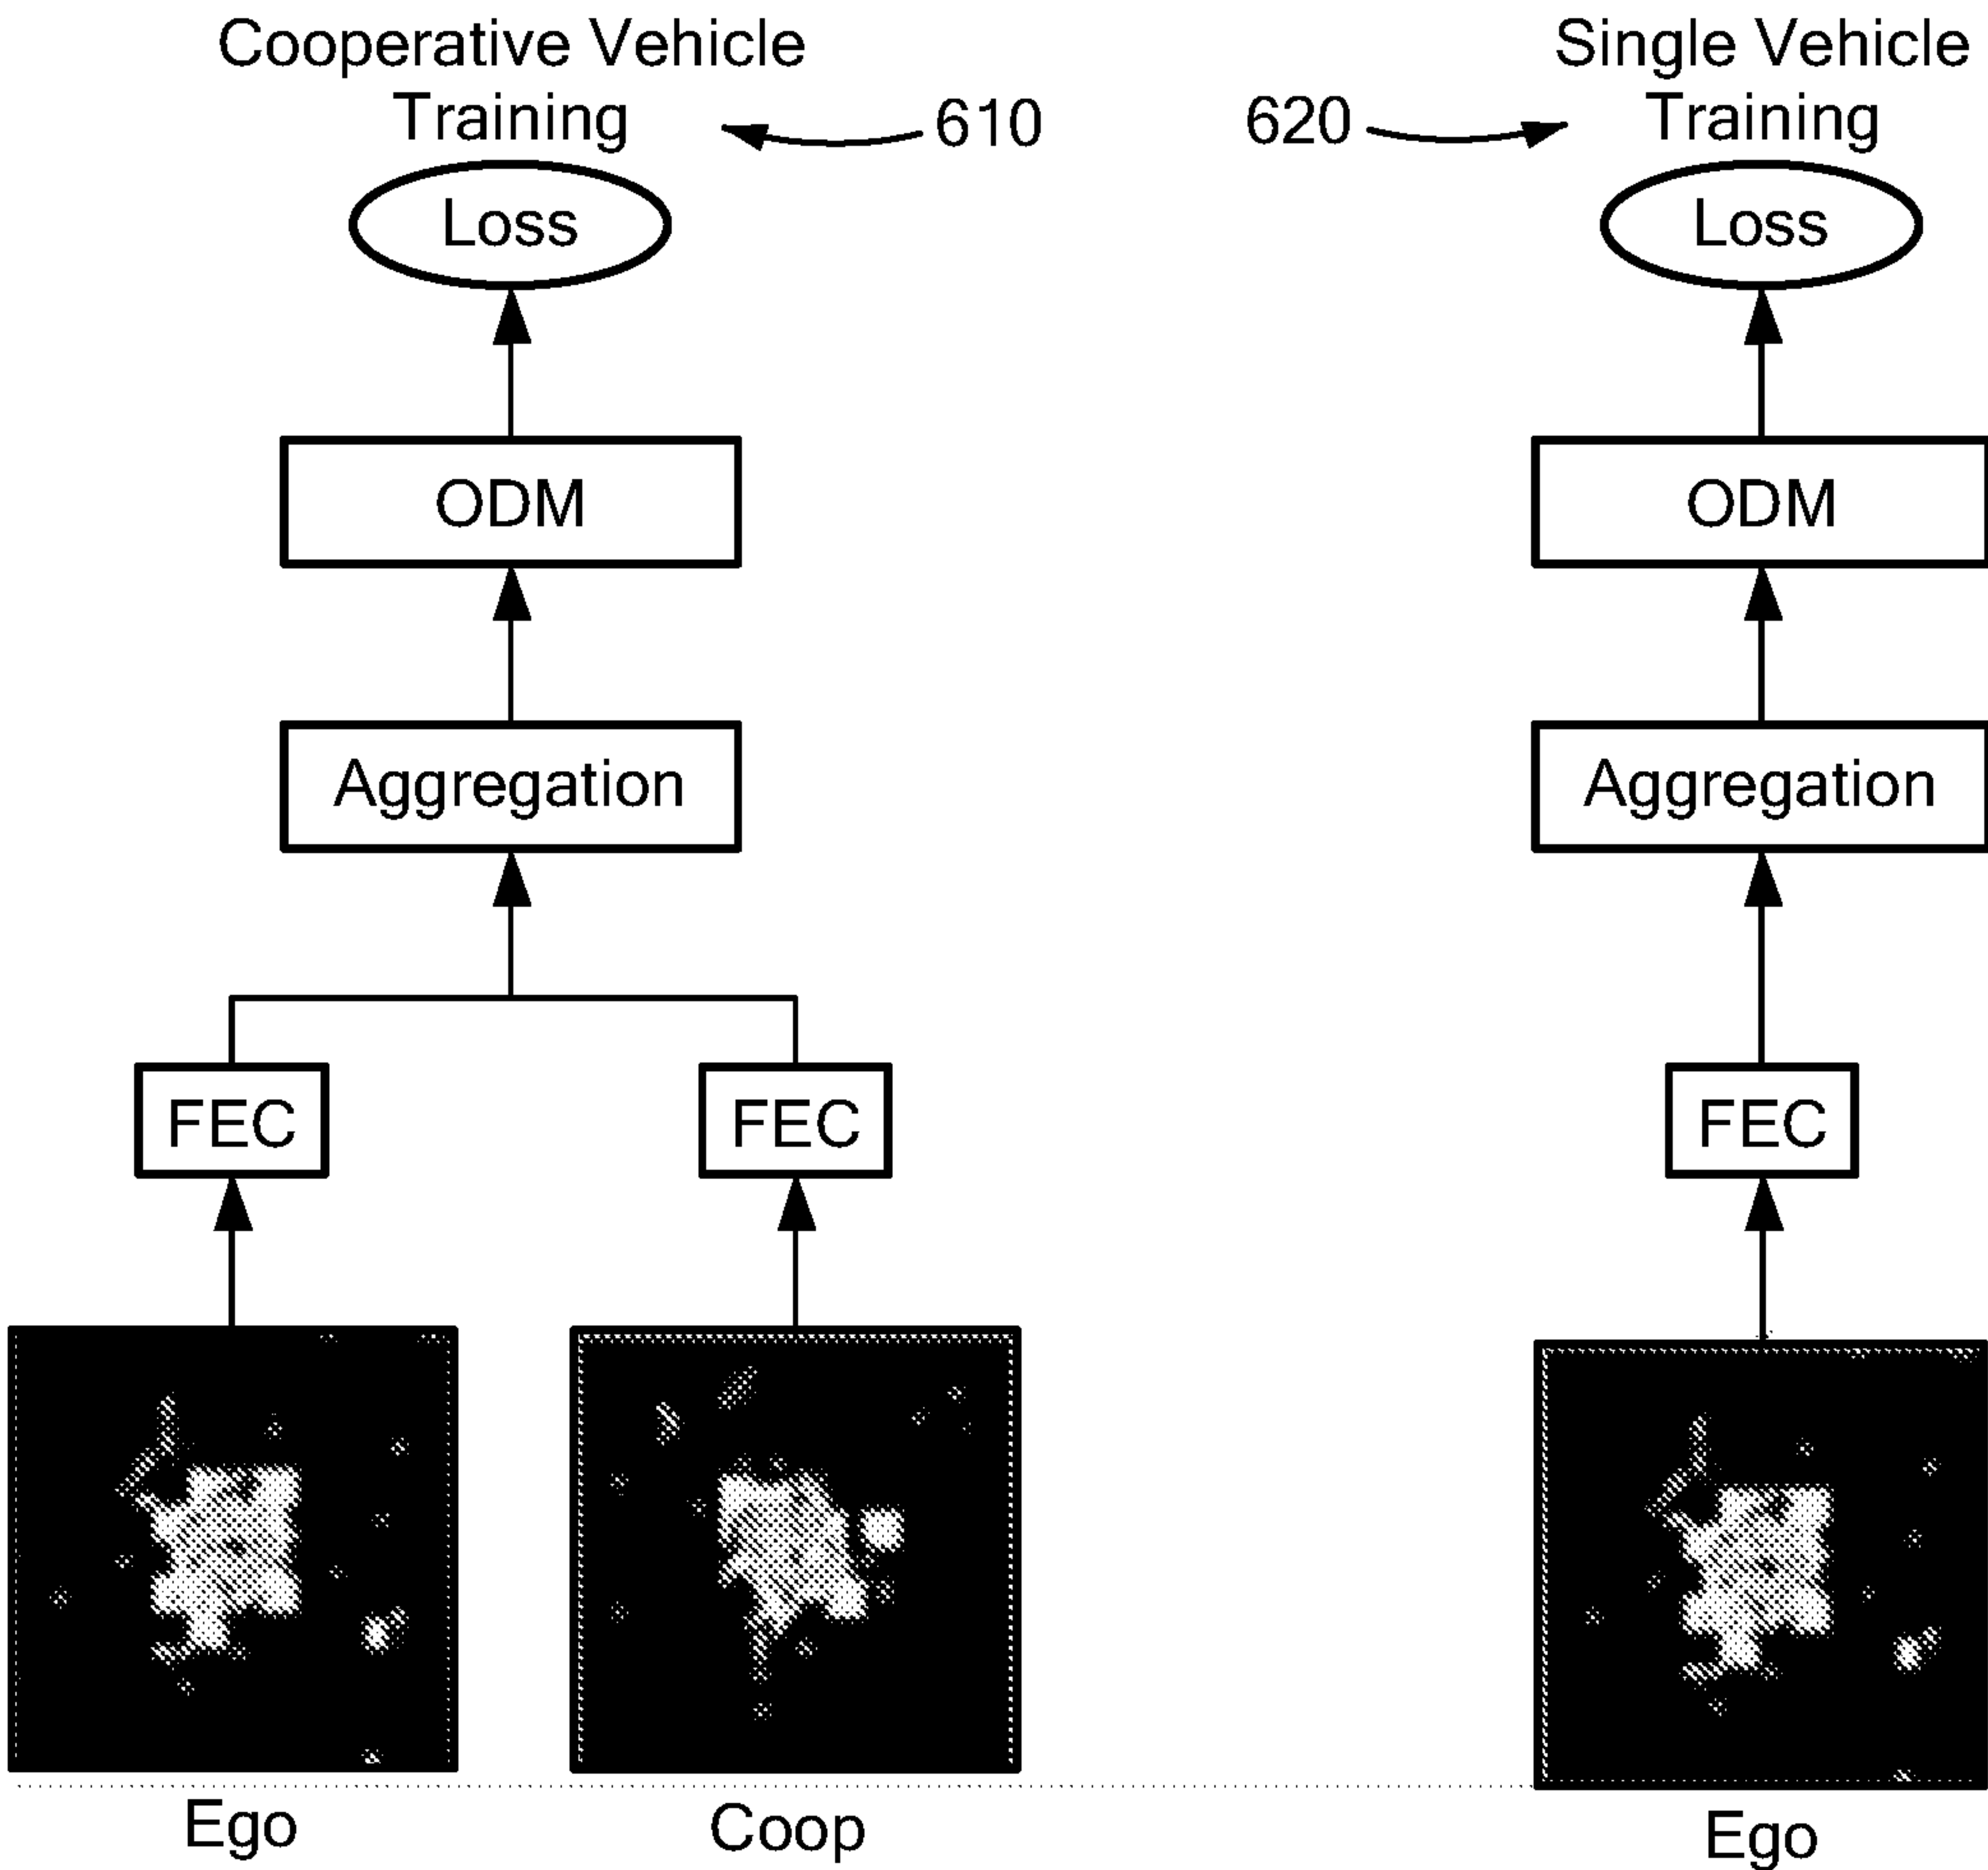 Cooperative Vehicle
Training
610
Loss
ODM
Aggregation
FEC
FEC
Ego
Coop
Single Vehicle
Training
620
Loss
ODM
Aggregation
FEC
Ego